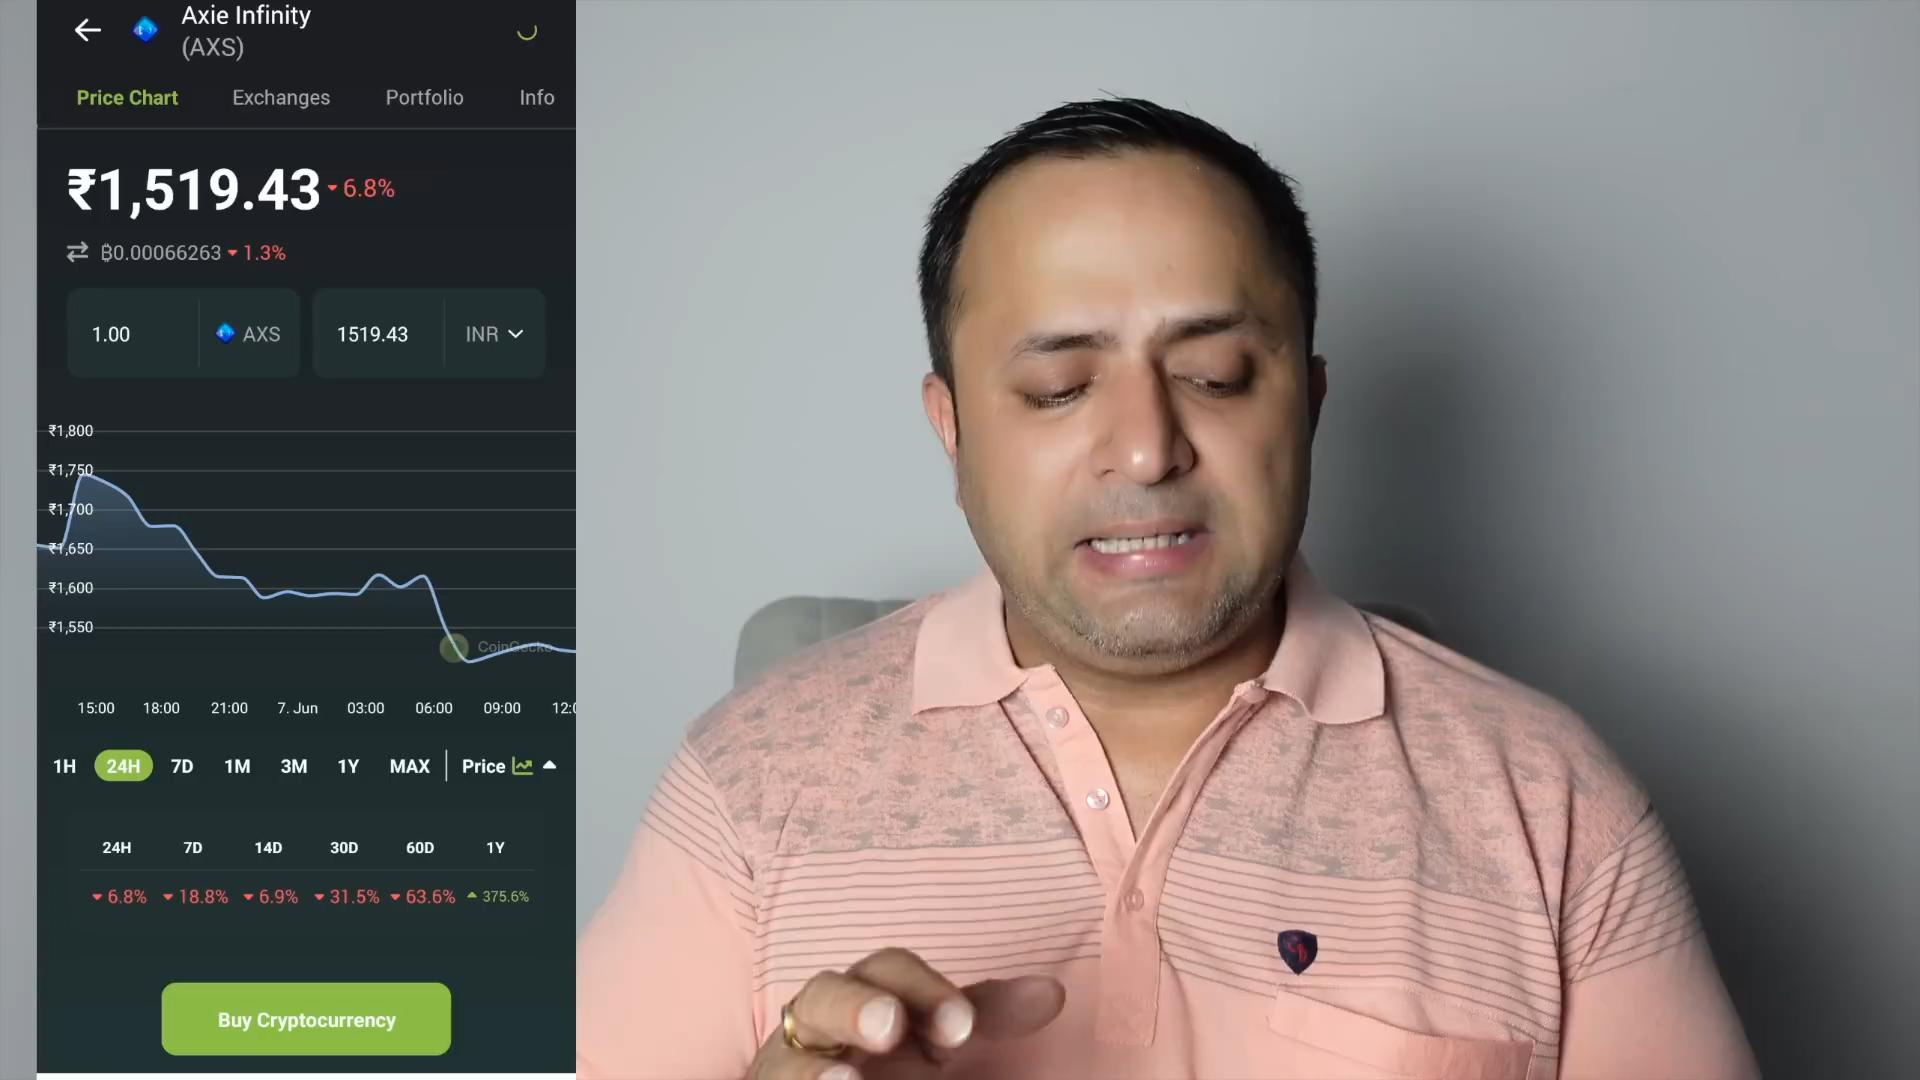 Axie Infinity
(AXS)
Price Chart Exchanges Portfolio Info
₹1,519.43 6.8%
₿0.00066263 1.3%
1.00 AXS 1519.43 INR
₹1,800
₹1,750
₹1,700
₹1,650
₹1,600
₹1,550
CoinGecko
15:00 18:00 21:00 7. Jun 03:00 06:00 09:00
1H 24H 7D 1M 3M 1Y MAX Price
24H 7D 14D 30D 60D 1Y
6.8% 18.8% 6.9% 31.5% 63.6% 375.6%
Buy Cryptocurrency